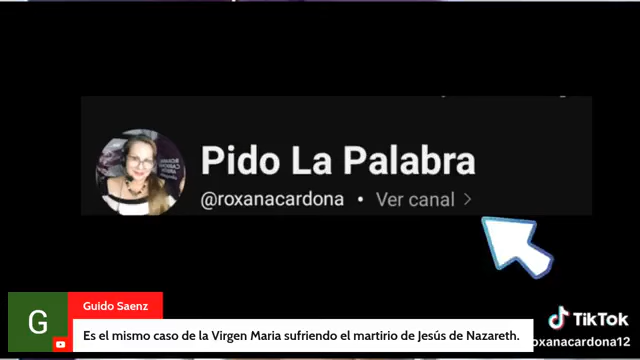 Pido La Palabra
@roxanacardona • Ver canal >
Guido Saenz
G
Es el mismo caso de la Virgen Maria sufriendo el martirio de Jesús de Nazareth.
TikTok
roxanacardona12